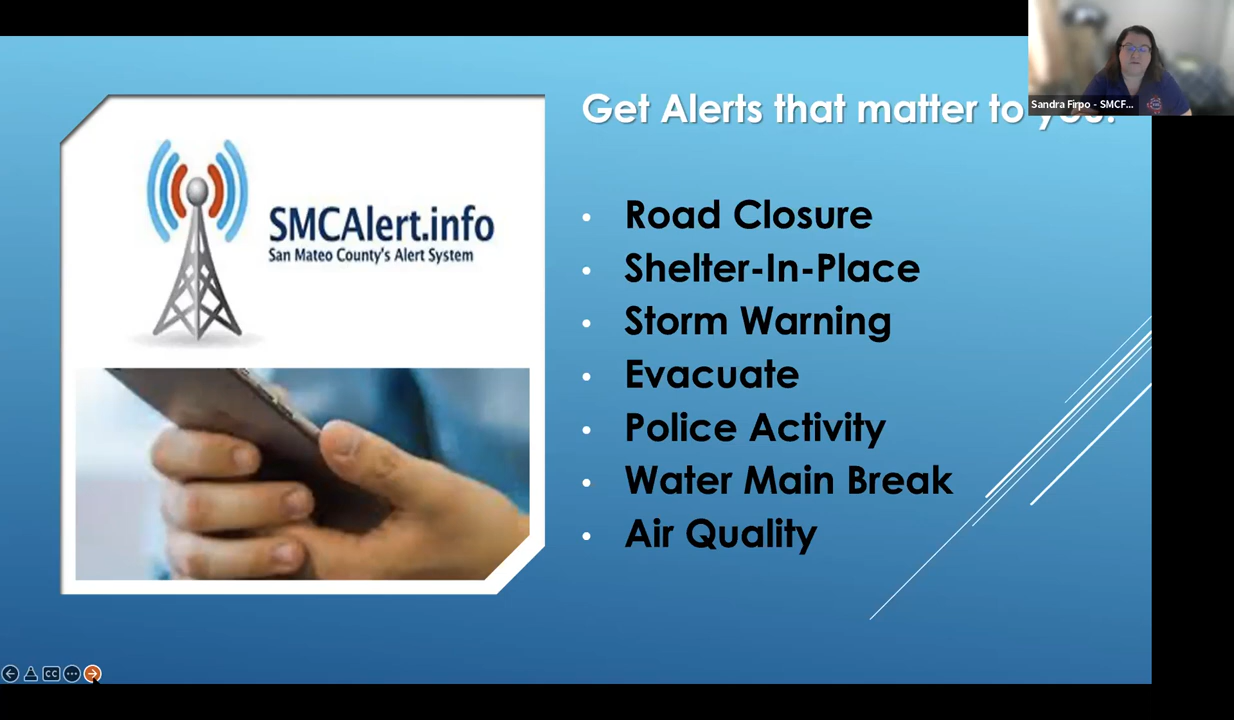 Sandra Firpo - SMCF...
Get Alerts that matter to
SMCAlert.info
San Mateo County's Alert System
Road Closure
Shelter-In-Place
Storm Warning
Evacuate
Police Activity
Water Main Break
Air Quality
CC